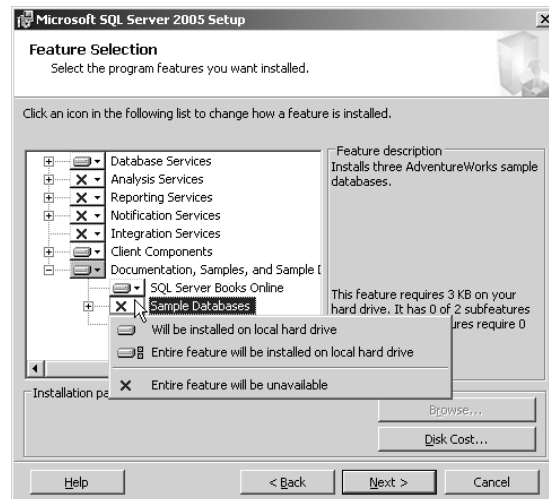 Microsoft SQL Server 2005 Setup
Feature Selection
Select the program features you want installed.
Click an icon in the following list to change how a feature is installed.
Database Services
Analysis Services
Reporting Services
Notification Services
Integration Services
Client Components
Documentation, Samples, and Sample
SQL Server Books Online
Sample Databases
Feature description
Installs three AdventureWorks sample
databases.
This feature requires 3 KB on your
hard drive. It has 0 of 2 subfeatures
ures require 0
Will be installed on local hard drive
Entire feature will be installed on local hard drive
Entire feature will be unavailable
Installation pa
Browse...
Disk Cost...
Help
< Back
Next >
Cancel